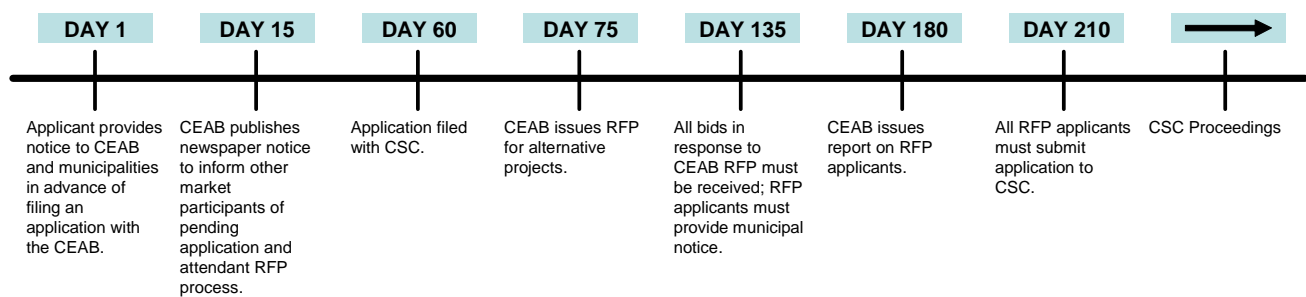 DAY 1
DAY 15
DAY 60
DAY 75
DAY 135
DAY 180
DAY 210
Applicant provides
notice to CEAB
and municipalities
in advance of
filing an
application with
the CEAB.
CEAB publishes
newspaper notice
to inform other
market
participants of
pending
application and
attendant RFP
process.
Application filed
with CSC.
CEAB issues RFP
for alternative
projects.
All bids in
response to
CEAB RFP must
be received; RFP
applicants must
provide municipal
notice.
CEAB issues
report on RFP
applicants.
All RFP applicants
must submit
application to
CSC.
CSC Proceedings